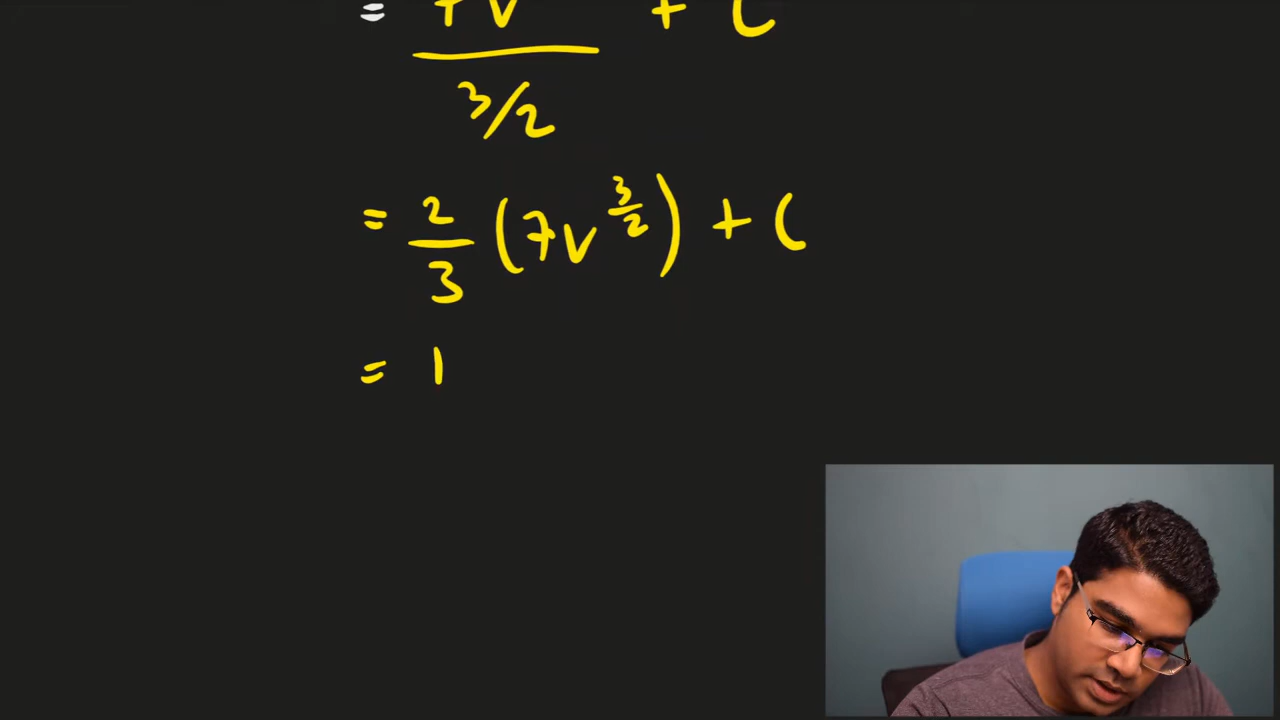 = 7v + C
3/2
= 2/3 (7v^3/2) + C
= 1